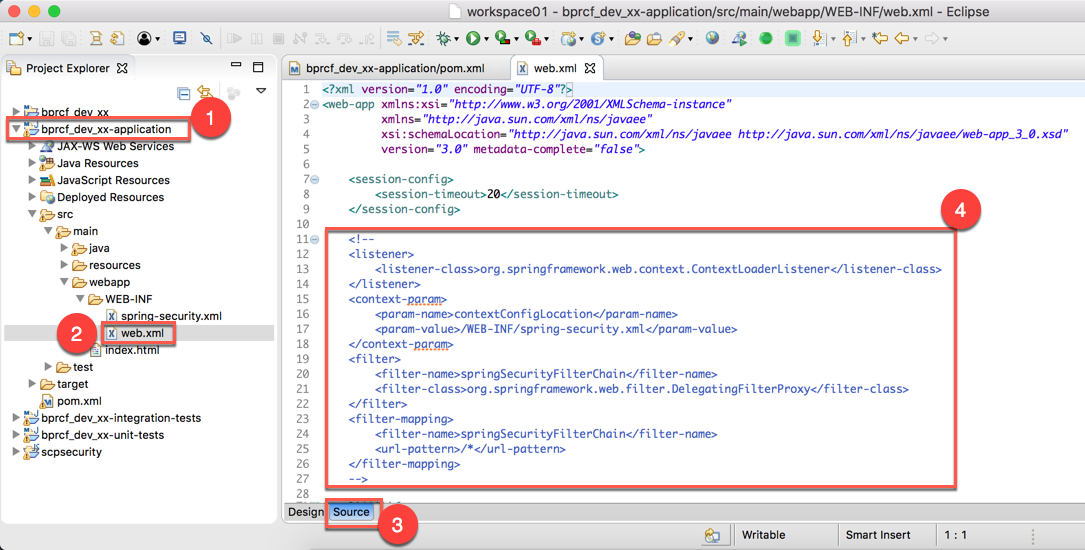 workspace01 - bprcf_dev_xx-application/src/main/webapp/WEB-INF/web.xml - Eclipse
Project Explorer
bprcf_dev_xx
1
bprcf_dev_xx-application
JAX-WS Web Services
Java Resources
JavaScript Resources
Deployed Resources
src
main
java
resources
webapp
WEB-INF
spring-security.xml
2
web.xml
index.html
test
target
pom.xml
bprcf_dev_xx-integration-tests
bprcf_dev_xx-unit-tests
scpsecurity
bprcf_dev_xx-application/pom.xml
web.xml
1 <?xml version="1.0" encoding="UTF-8"?>
2 <web-app xmlns:xsi="http://www.w3.org/2001/XMLSchema-instance"
3 xmlns="http://java.sun.com/xml/ns/javaee"
4 xsi:schemaLocation="http://java.sun.com/xml/ns/javaee http://java.sun.com/xml/ns/javaee/web-app_3_0.xsd"
5 version="3.0" metadata-complete="false">
6
7 <session-config>
8 <session-timeout>20</session-timeout>
9 </session-config>
10
4
11 <!--
12 <listener>
13 <listener-class>org.springframework.web.context.ContextLoaderListener</listener-class>
14 </listener>
15 <context-param>
16 <param-name>contextConfigLocation</param-name>
17 <param-value>/WEB-INF/spring-security.xml</param-value>
18 </context-param>
19 <filter>
20 <filter-name>springSecurityFilterChain</filter-name>
21 <filter-class>org.springframework.web.filter.DelegatingFilterProxy</filter-class>
22 </filter>
23 <filter-mapping>
24 <filter-name>springSecurityFilterChain</filter-name>
25 <url-pattern>/*</url-pattern>
26 </filter-mapping>
27 -->
28
Design Source
3
Writable Smart Insert 1 : 1